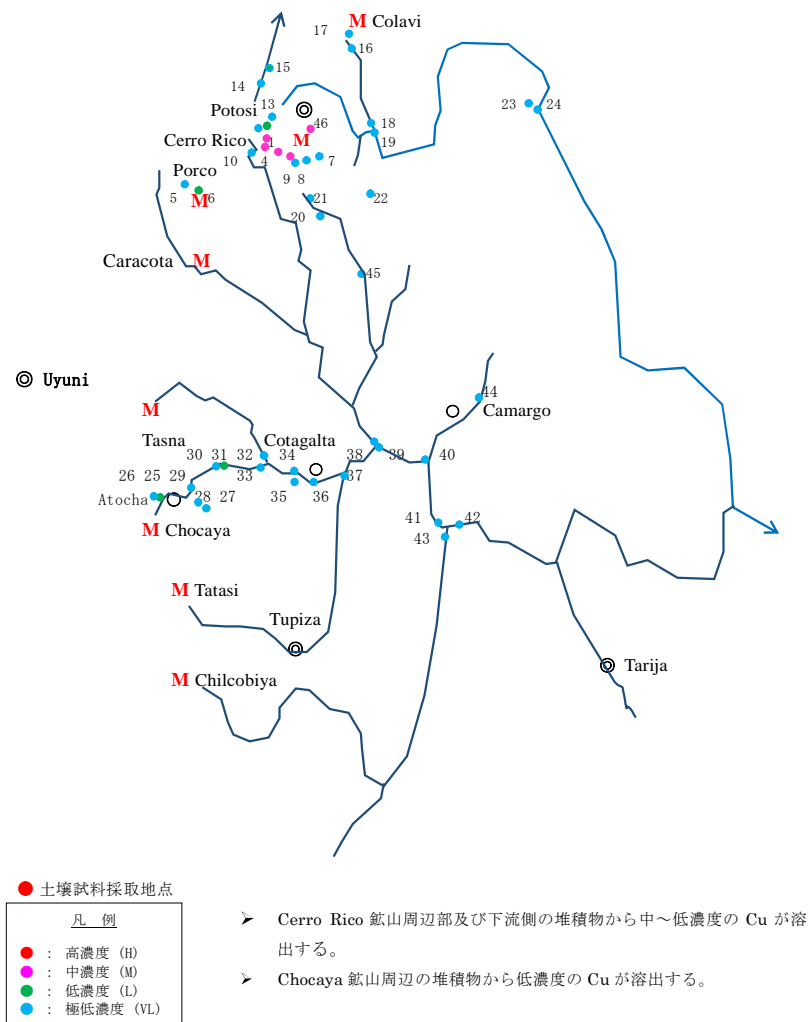 17
M Colavi
16
15
14
13
Potosi
46
18
23 24
Cerro Rico
1
M
19
10
4
7
Porco
9 8
5
6
M
21
22
20
Caracota
M
45
Uyuni
44
M
Camargo
Tasna
Cotagalta
30 31 32 34
38
39
40
26 25 29
33
37
Atocha
28 27
35
36
41
42
M Chocaya
43
M Tatasi
Tupiza
Tarija
M Chilcobiya
土壌試料採取地点
凡 例
： 高濃度 (H)
： 中濃度 (M)
： 低濃度 (L)
： 極低濃度 (VL)
➢ Cerro Rico 鉱山周辺部及び下流側の堆積物から中～低濃度の Cu が溶
出する。
➢ Chocaya 鉱山周辺の堆積物から低濃度の Cu が溶出する。